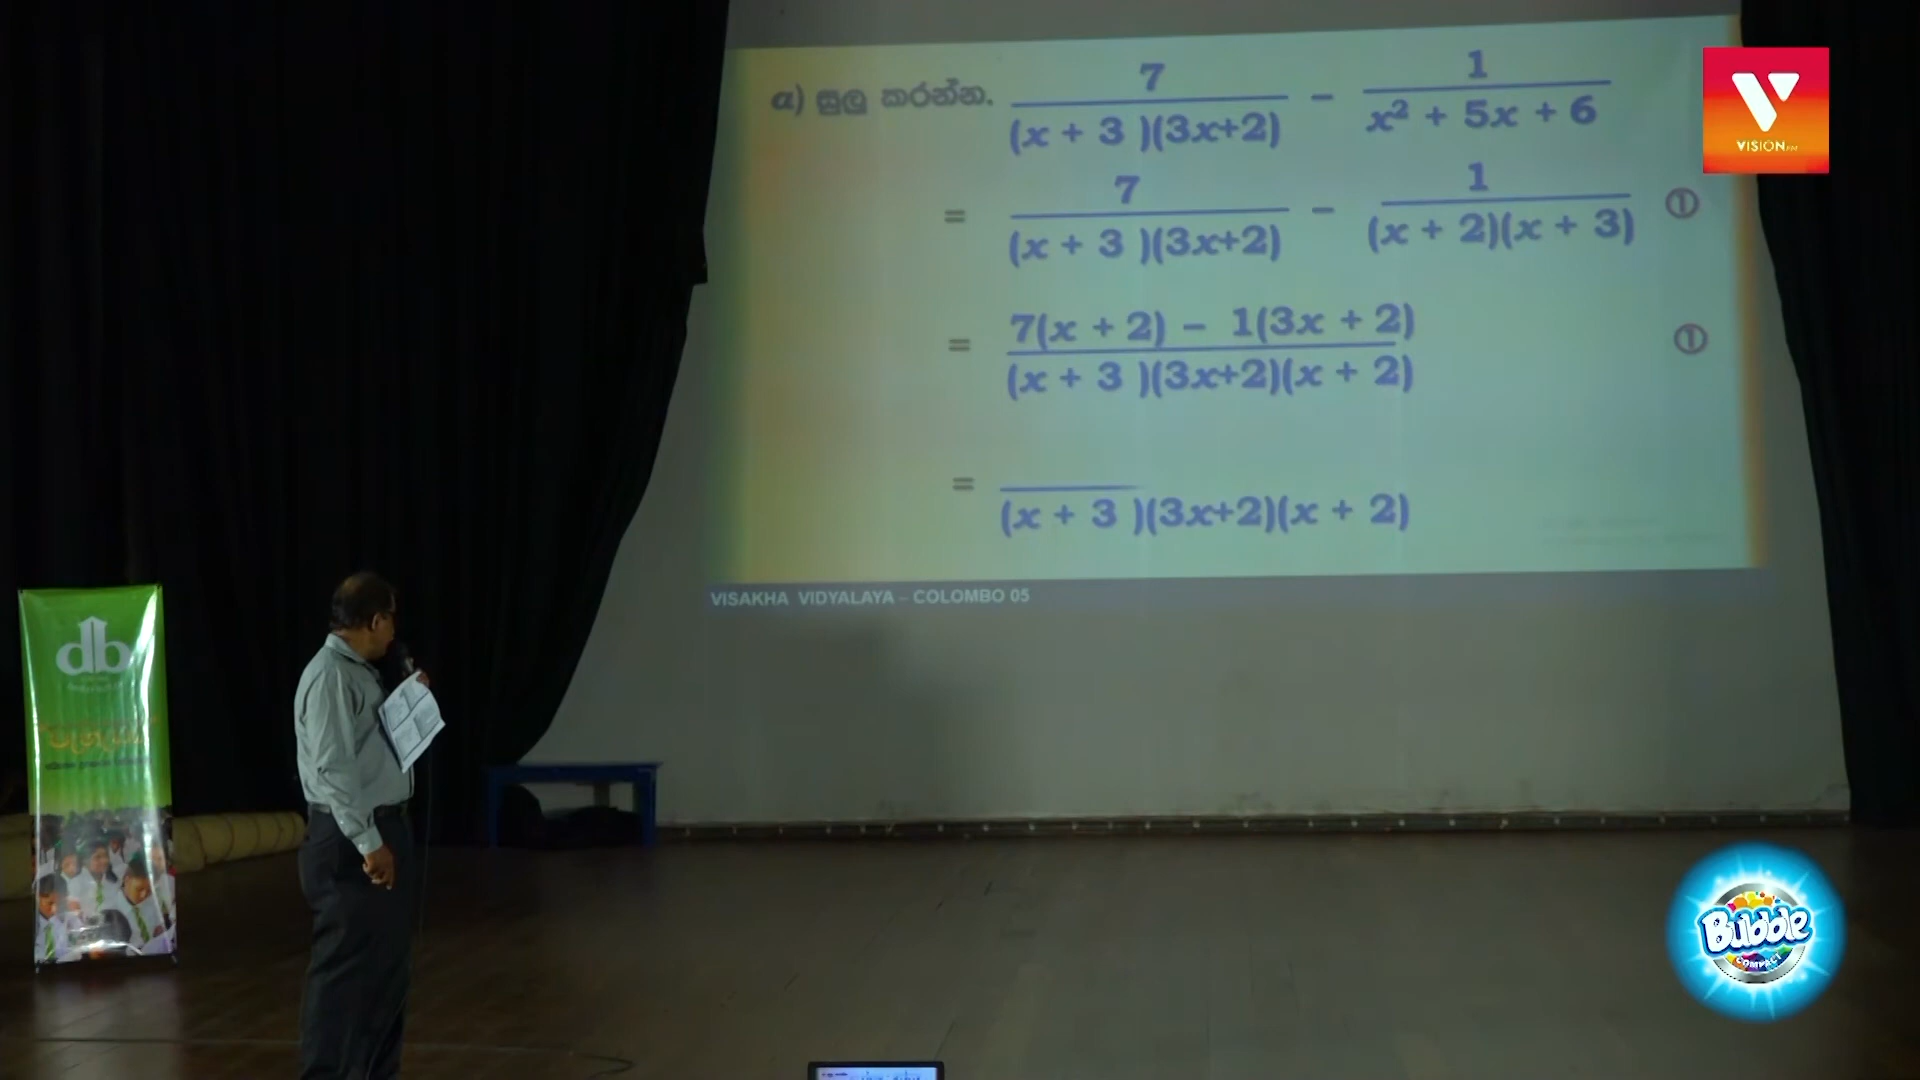 a) සුලු කරන්න. 7/((x + 3 )(3x+2)) − 1/(x² + 5x + 6)
= 7/((x + 3 )(3x+2)) − 1/((x + 2)(x + 3)) ①
= (7(x + 2) − 1(3x + 2))/((x + 3 )(3x+2)(x + 2)) ①
= /((x + 3 )(3x+2)(x + 2))
VISAKHA VIDYALAYA – COLOMBO 05
VISION FM
db
Bubble
COMPACT